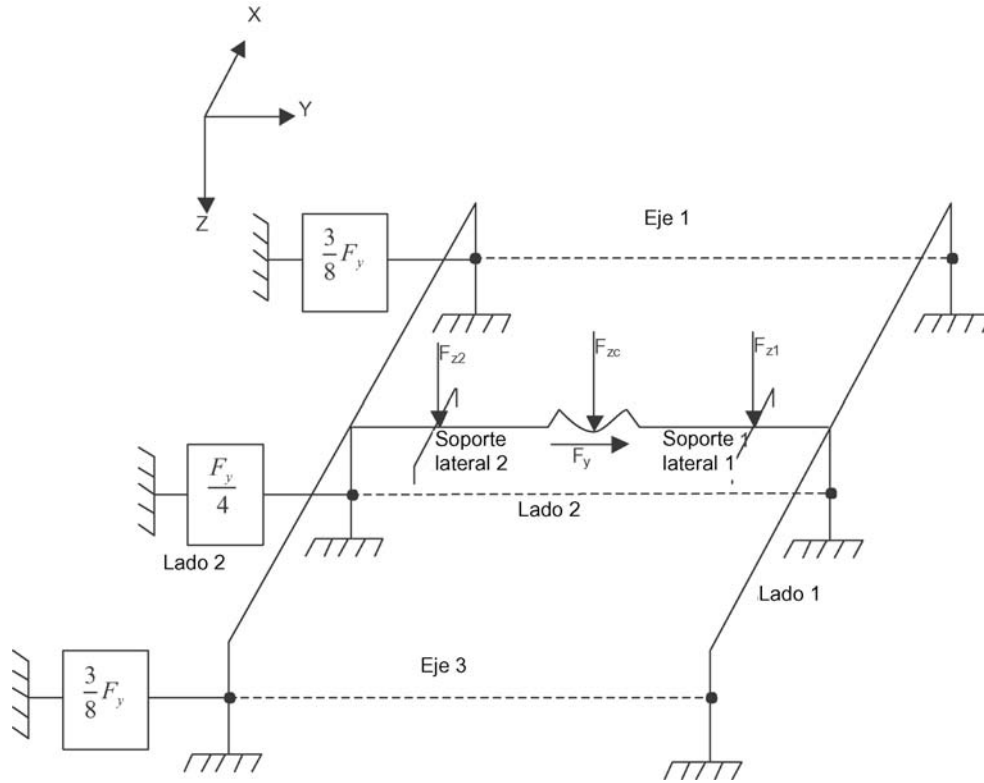 X
Y
Z
Eje 1
3/8 F_y
F_z2
F_zc
F_z1
Soporte
lateral 2
F_y
Soporte 1
lateral 1
F_y/4
Lado 2
Lado 2
Lado 1
Eje 3
3/8 F_y